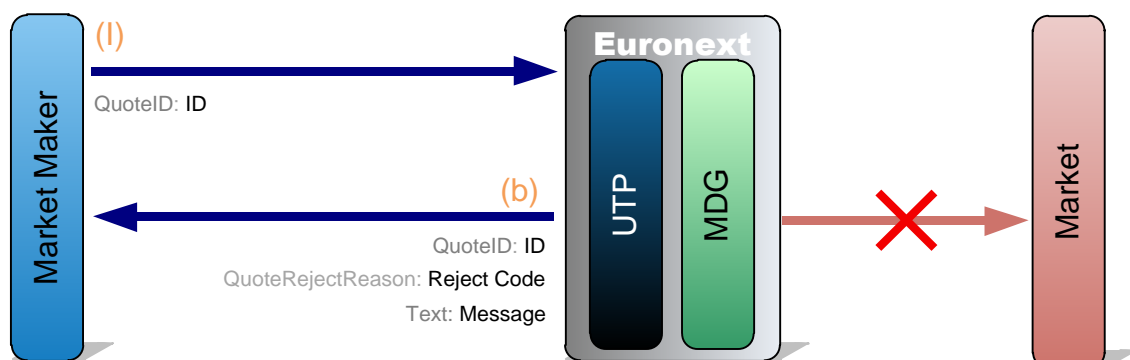 Market Maker
(I)
QuoteID: ID
(b)
QuoteID: ID
QuoteRejectReason: Reject Code
Text: Message
Euronext
UTP
MDG
Market